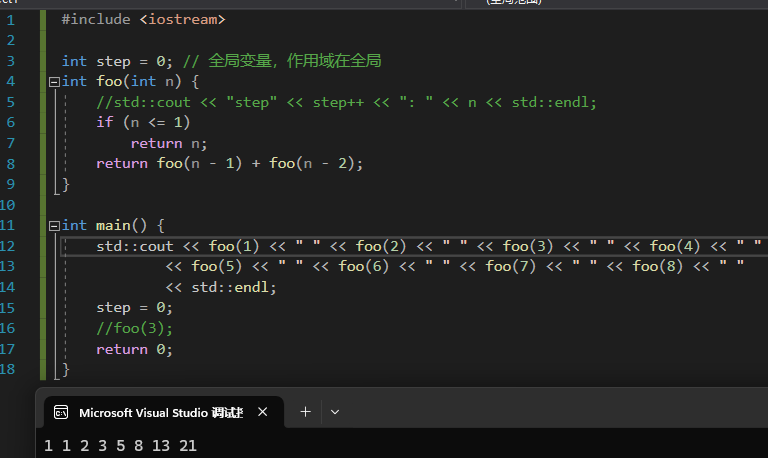 1 #include <iostream>
2
3 int step = 0; // 全局变量，作用域在全局
4 int foo(int n) {
5 //std::cout << "step" << step++ << ": " << n << std::endl;
6 if (n <= 1)
7 return n;
8 return foo(n - 1) + foo(n - 2);
9 }
10
11 int main() {
12 std::cout << foo(1) << " " << foo(2) << " " << foo(3) << " " << foo(4) << " "
13 << foo(5) << " " << foo(6) << " " << foo(7) << " " << foo(8) << " "
14 << std::endl;
15 step = 0;
16 //foo(3);
17 return 0;
18 }
Microsoft Visual Studio 调试
1 1 2 3 5 8 13 21